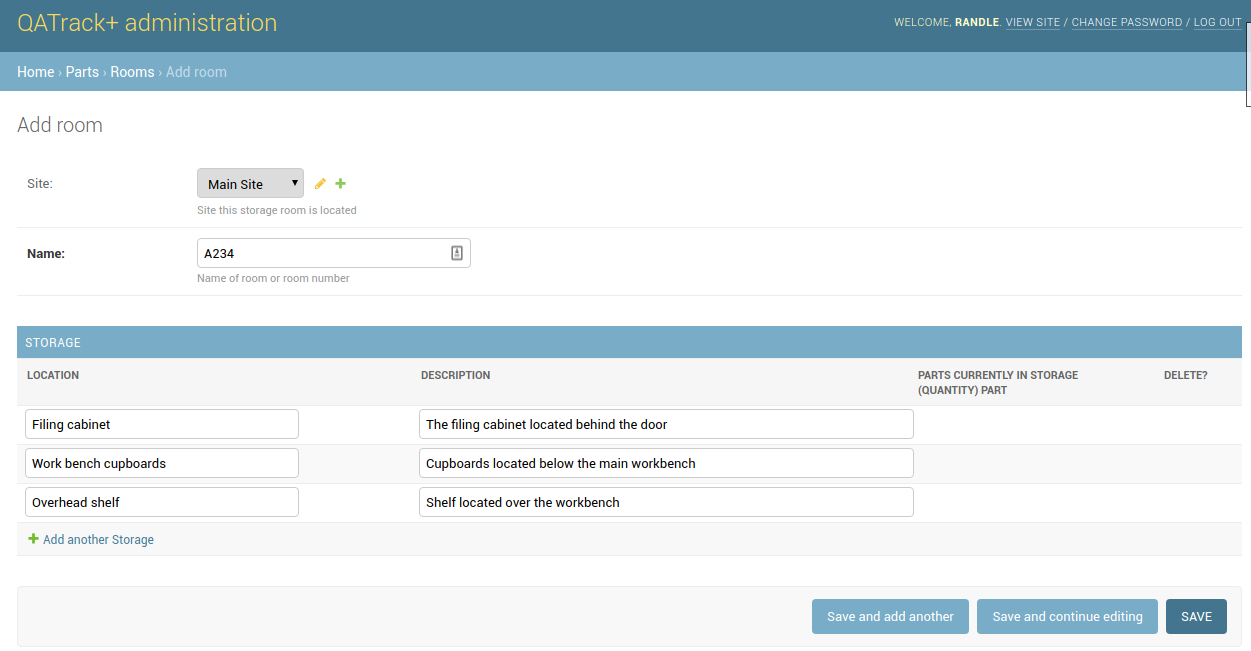 QATrack+ administration
WELCOME, RANDLE. VIEW SITE / CHANGE PASSWORD / LOG OUT
Home › Parts › Rooms › Add room
Add room
Site:
Main Site
Site this storage room is located
Name:
A234
Name of room or room number
STORAGE
LOCATION DESCRIPTION PARTS CURRENTLY IN STORAGE DELETE?
(QUANTITY) PART
Filing cabinet The filing cabinet located behind the door
Work bench cupboards Cupboards located below the main workbench
Overhead shelf Shelf located over the workbench
Add another Storage
Save and add another Save and continue editing SAVE